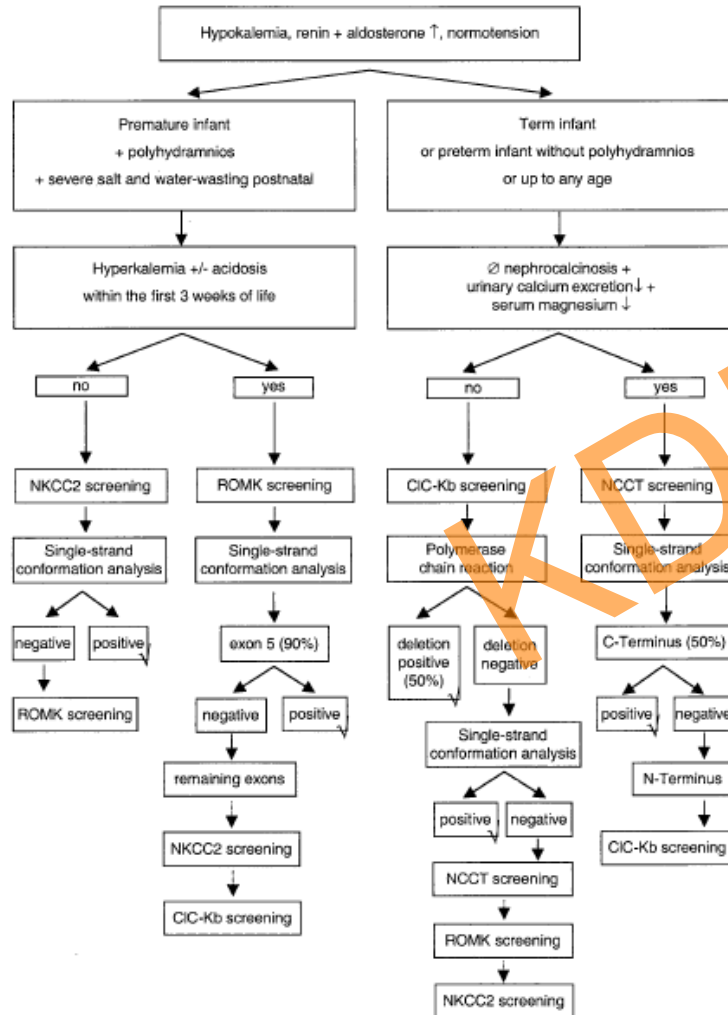 Hypokalemia, renin + aldosterone ↑, normotension
Premature infant
+ polyhydramnios
+ severe salt and water-wasting postnatal
Term infant
or preterm infant without polyhydramnios
or up to any age
Hyperkalemia +/- acidosis
within the first 3 weeks of life
Ø nephrocalcinosis +
urinary calcium excretion↓ +
serum magnesium ↓
no
yes
no
yes
NKCC2 screening
ROMK screening
ClC-Kb screening
NCCT screening
Single-strand
conformation analysis
Single-strand
conformation analysis
Polymerase
chain reaction
Single-strand
conformation analysis
negative
positive √
exon 5 (90%)
deletion
positive
(50%) √
deletion
negative
C-Terminus (50%)
ROMK screening
negative
positive √
positive √
negative
Single-strand
conformation analysis
remaining exons
N-Terminus
positive √
negative
NKCC2 screening
ClC-Kb screening
NCCT screening
ClC-Kb screening
ROMK screening
NKCC2 screening
KD